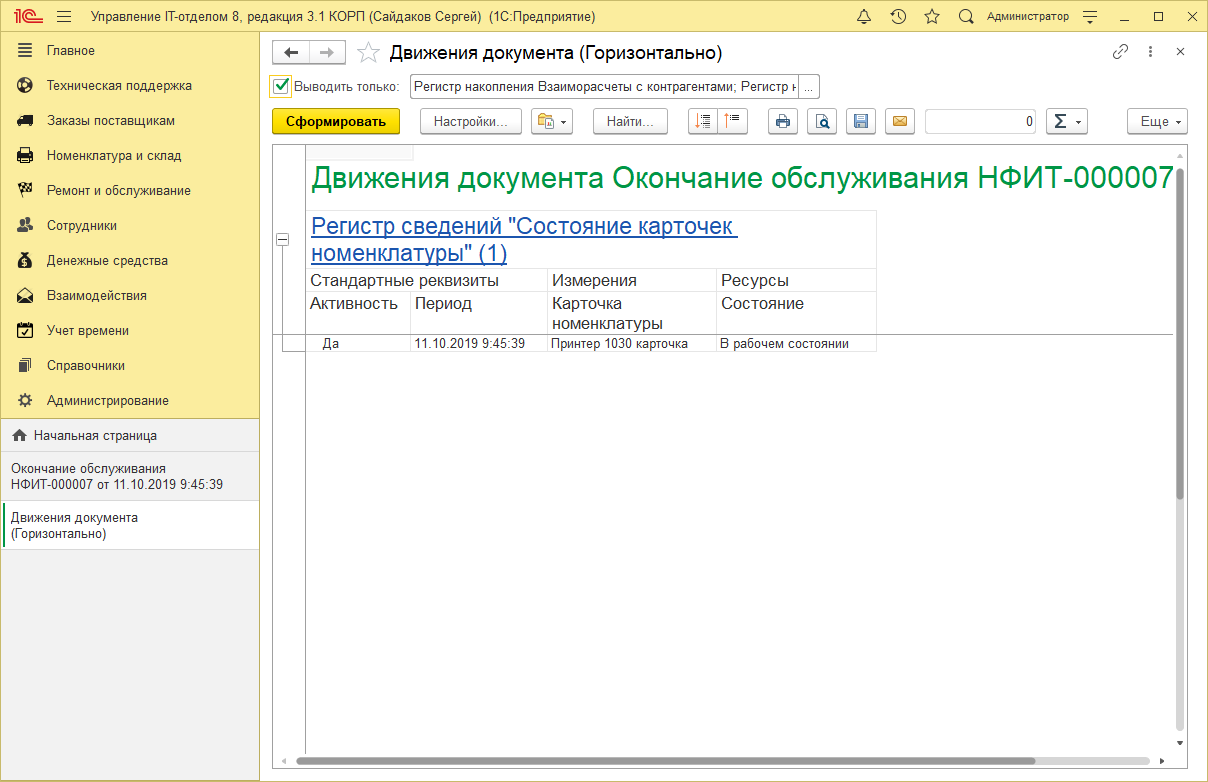 1С Управление IT-отделом 8, редакция 3.1 КОРП (Сайдаков Сергей) (1С:Предприятие) Администратор
Главное
Техническая поддержка
Заказы поставщикам
Номенклатура и склад
Ремонт и обслуживание
Сотрудники
Денежные средства
Взаимодействия
Учет времени
Справочники
Администрирование
Начальная страница
Окончание обслуживания
НФИТ-000007 от 11.10.2019 9:45:39
Движения документа
(Горизонтально)
Движения документа (Горизонтально)
Выводить только: Регистр накопления Взаиморасчеты с контрагентами; Регистр н ...
Сформировать Настройки... Найти... 0 Σ Еще
Движения документа Окончание обслуживания НФИТ-000007
Регистр сведений "Состояние карточек
номенклатуры" (1)
Стандартные реквизиты Измерения Ресурсы
Активность Период Карточка Состояние
номенклатуры
Да 11.10.2019 9:45:39 Принтер 1030 карточка В рабочем состоянии